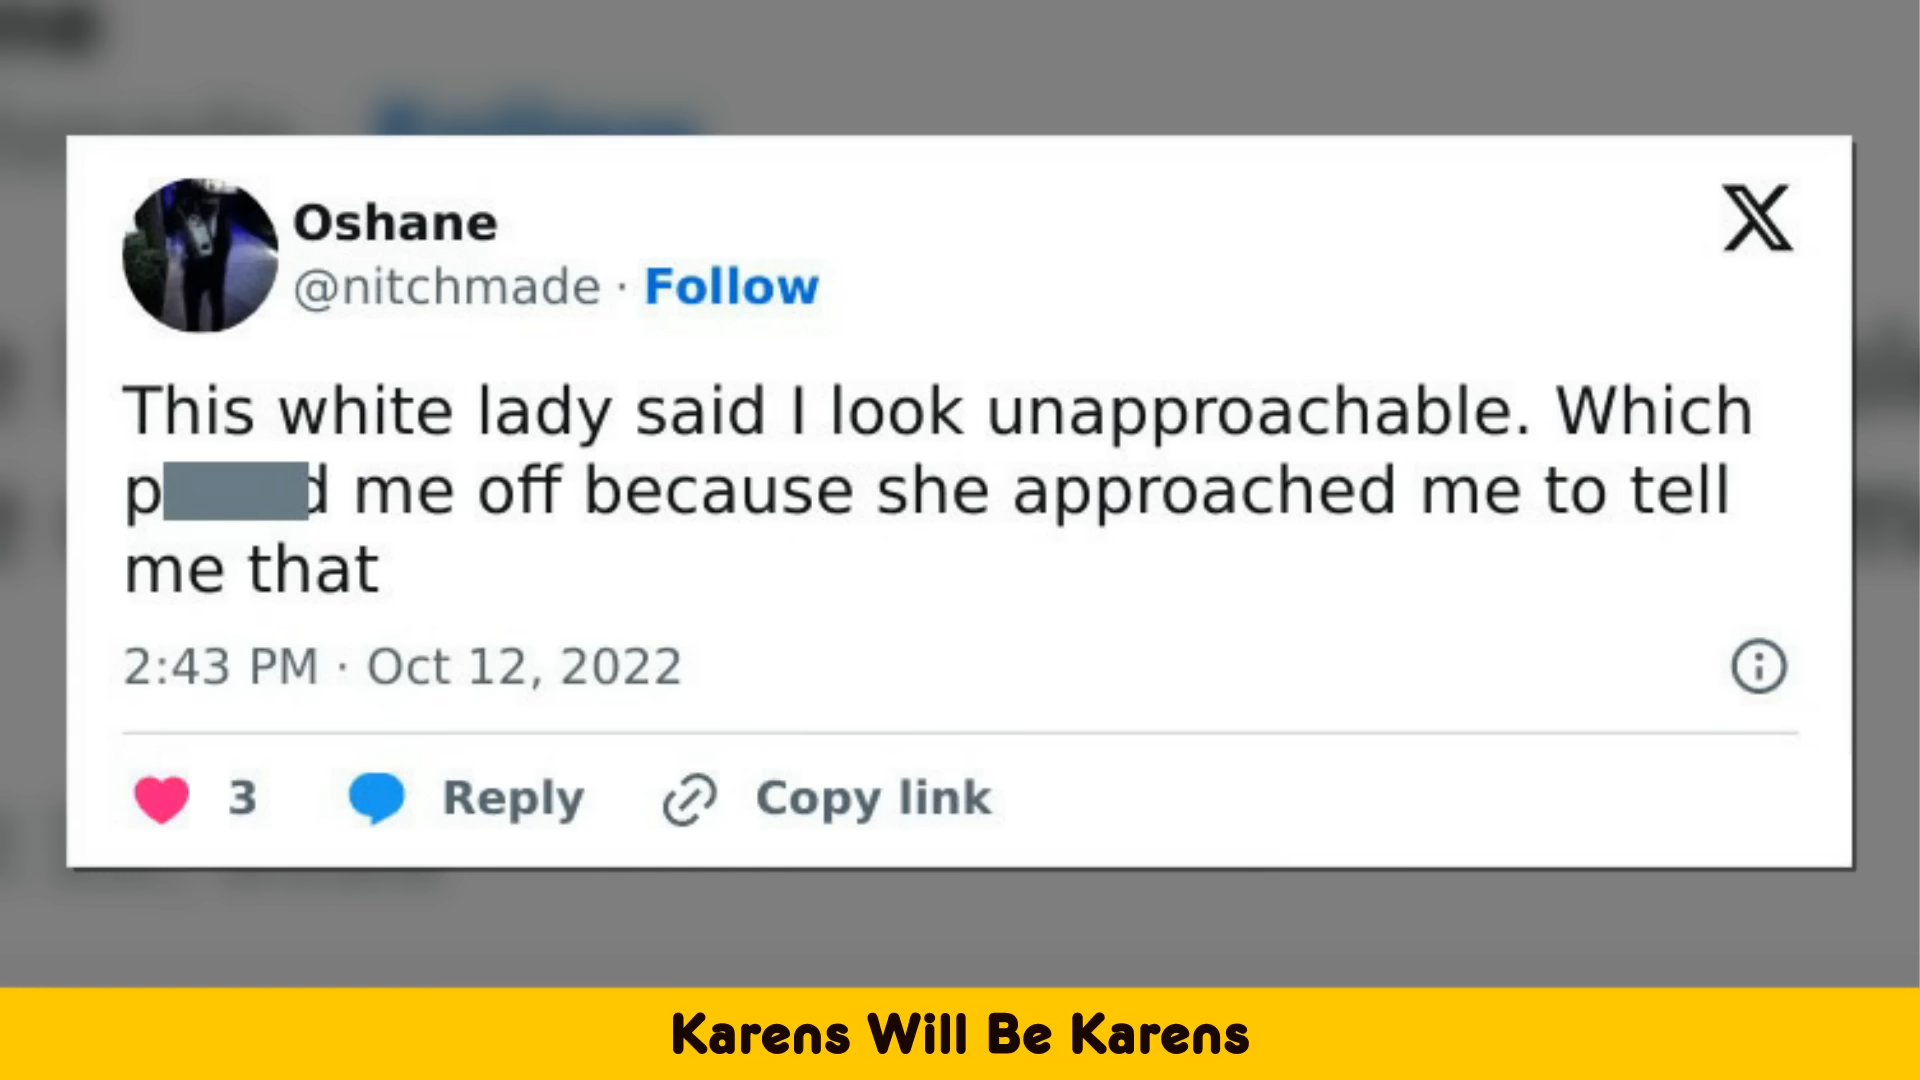 Oshane
@nitchmade · Follow
This white lady said I look unapproachable. Which
p d me off because she approached me to tell
me that
2:43 PM · Oct 12, 2022
3 Reply Copy link
Karens Will Be Karens